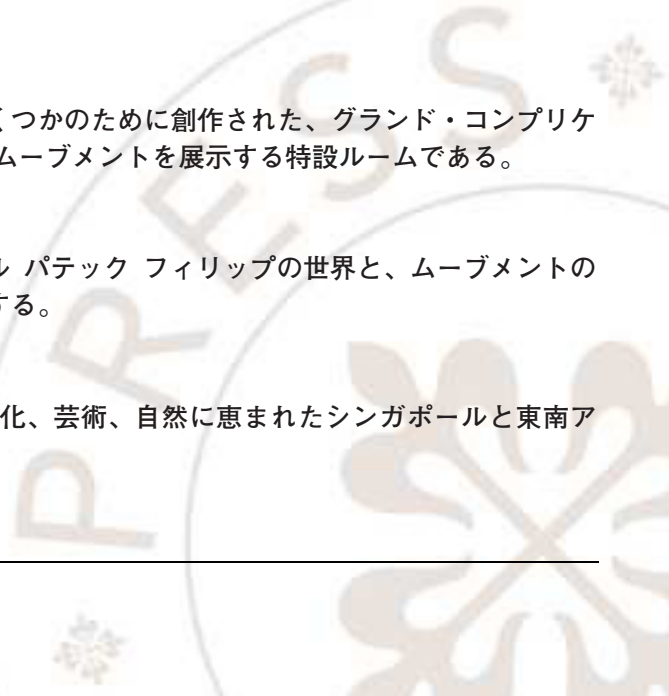 くつかのために創作された、グランド・コンプリケ
ムーブメントを展示する特設ルームである。
ル パテック フィリップの世界と、ムーブメントの
する。
化、芸術、自然に恵まれたシンガポールと東南ア
PRESS